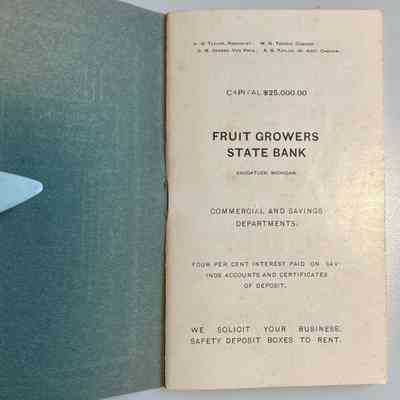 CAPITAL $25,000.00
FRUIT GROWERS
STATE BANK
SAUGATUCK, MICHIGAN.
COMMERCIAL AND SAVINGS
DEPARTMENTS.
FOUR PER CENT INTEREST PAID ON SAV-
INGS ACCOUNTS AND CERTIFICATES
OF DEPOSIT.
WE SOLICIT YOUR BUSINESS.
SAFETY DEPOSIT BOXES TO RENT.